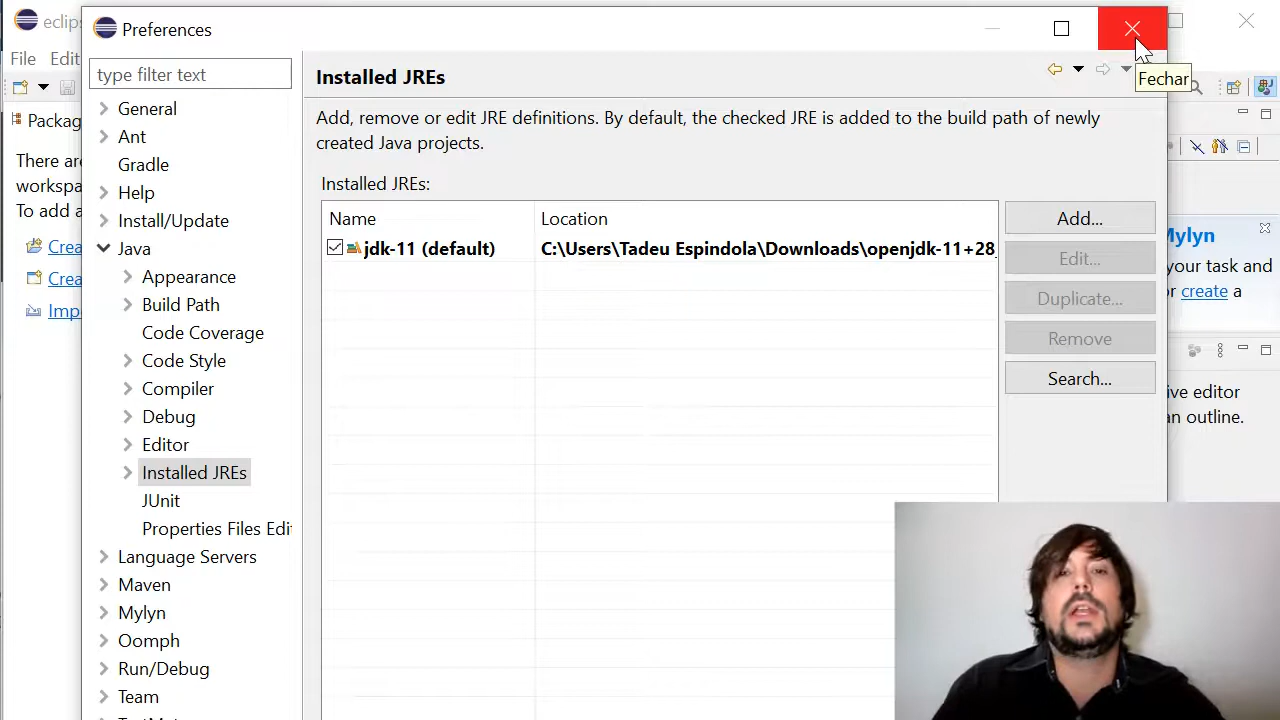 eclips
Preferences
Fechar
File Edit
type filter text
General
Ant
Gradle
Help
Install/Update
Java
Appearance
Build Path
Code Coverage
Code Style
Compiler
Debug
Editor
Installed JREs
JUnit
Properties Files Edi
Language Servers
Maven
Mylyn
Oomph
Run/Debug
Team
Installed JREs
Add, remove or edit JRE definitions. By default, the checked JRE is added to the build path of newly
created Java projects.
Installed JREs:
Name Location
jdk-11 (default) C:\Users\Tadeu Espindola\Downloads\openjdk-11+28_
Add...
Edit...
Duplicate...
Remove
Search...
Packag
There are
workspa
To add a
Crea
Crea
Impo
Mylyn
your task and
or create a
ive editor
an outline.